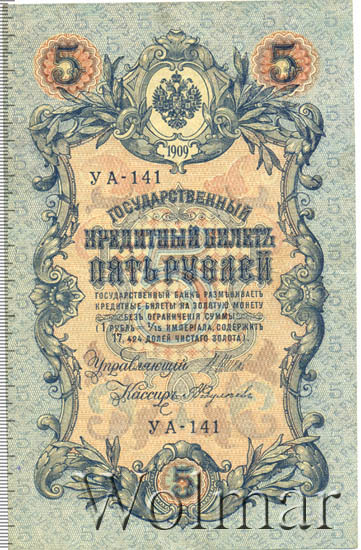 5 5
1909
УА-141
ГОСУДАРСТВЕННЫЙ
КРЕДИТНЫЙ БИЛЕТЪ
ПЯТЬ РУБЛЕЙ
ГОСУДАРСТВЕННЫЙ БАНКЪ РАЗМѢНИВАЕТЪ
КРЕДИТНЫЕ БИЛЕТЫ НА ЗОЛОТУЮ МОНЕТУ
БЕЗЪ ОГРАНИЧЕНІЯ СУММЫ
(1 РУБЛЬ = 1/15 ИМПЕРІАЛА, СОДЕРЖИТЪ
17,424 ДОЛЕЙ ЧИСТАГО ЗОЛОТА).
Управляющій
Кассиръ
УА-141
5
Wolmar